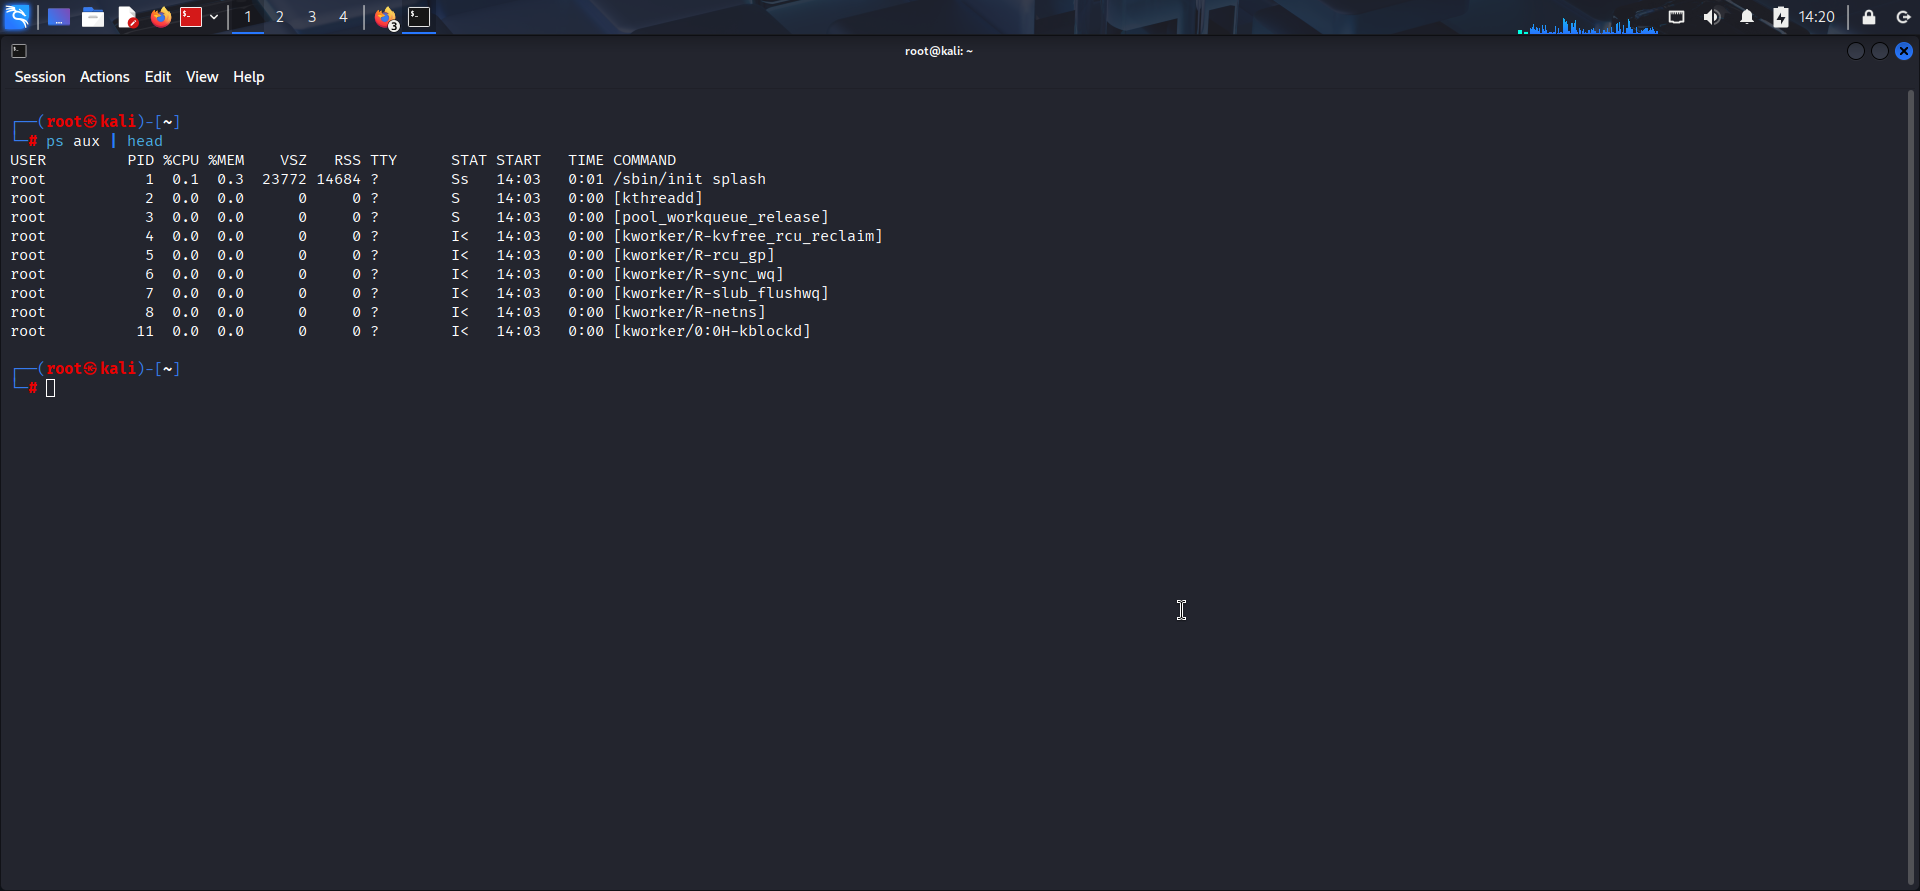 1 2 3 4 3 14:20
root@kali: ~
Session Actions Edit View Help
┌──(root㉿kali)-[~]
└─# ps aux | head
USER         PID %CPU %MEM    VSZ   RSS TTY      STAT START   TIME COMMAND
root           1  0.1  0.3  23772 14684 ?        Ss   14:03   0:01 /sbin/init splash
root           2  0.0  0.0      0     0 ?        S    14:03   0:00 [kthreadd]
root           3  0.0  0.0      0     0 ?        S    14:03   0:00 [pool_workqueue_release]
root           4  0.0  0.0      0     0 ?        I<   14:03   0:00 [kworker/R-kvfree_rcu_reclaim]
root           5  0.0  0.0      0     0 ?        I<   14:03   0:00 [kworker/R-rcu_gp]
root           6  0.0  0.0      0     0 ?        I<   14:03   0:00 [kworker/R-sync_wq]
root           7  0.0  0.0      0     0 ?        I<   14:03   0:00 [kworker/R-slub_flushwq]
root           8  0.0  0.0      0     0 ?        I<   14:03   0:00 [kworker/R-netns]
root          11  0.0  0.0      0     0 ?        I<   14:03   0:00 [kworker/0:0H-kblockd]
┌──(root㉿kali)-[~]
└─#